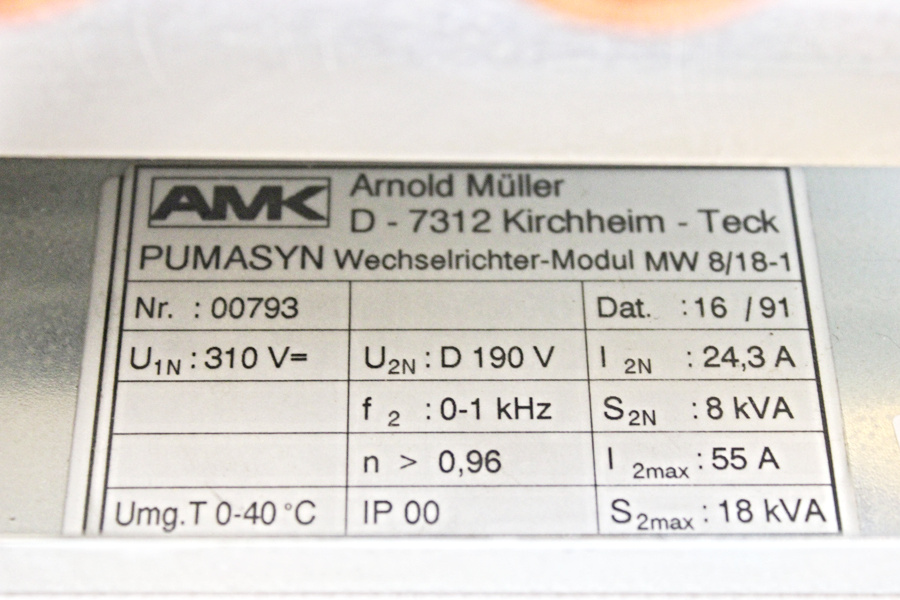 AMK Arnold Müller
D - 7312 Kirchheim - Teck
PUMASYN Wechselrichter-Modul MW 8/18-1
Nr. : 00793 Dat. : 16 / 91
U1N : 310 V= U2N : D 190 V I 2N : 24,3 A
f 2 : 0-1 kHz S2N : 8 kVA
n > 0,96 I 2max : 55 A
Umg.T 0-40 °C IP 00 S2max : 18 kVA